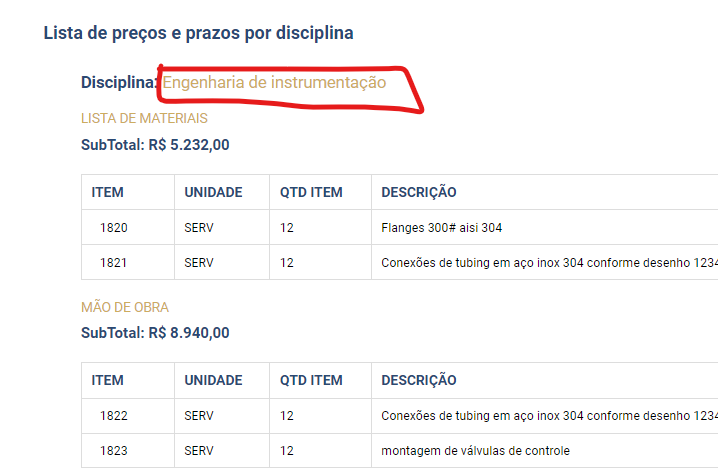 Lista de preços e prazos por disciplina
Disciplina: Engenharia de instrumentação
LISTA DE MATERIAIS
SubTotal: R$ 5.232,00
ITEM UNIDADE QTD ITEM DESCRIÇÃO
1820 SERV 12 Flanges 300# aisi 304
1821 SERV 12 Conexões de tubing em aço inox 304 conforme desenho 1234
MÃO DE OBRA
SubTotal: R$ 8.940,00
ITEM UNIDADE QTD ITEM DESCRIÇÃO
1822 SERV 12 Conexões de tubing em aço inox 304 conforme desenho 1234
1823 SERV 12 montagem de válvulas de controle